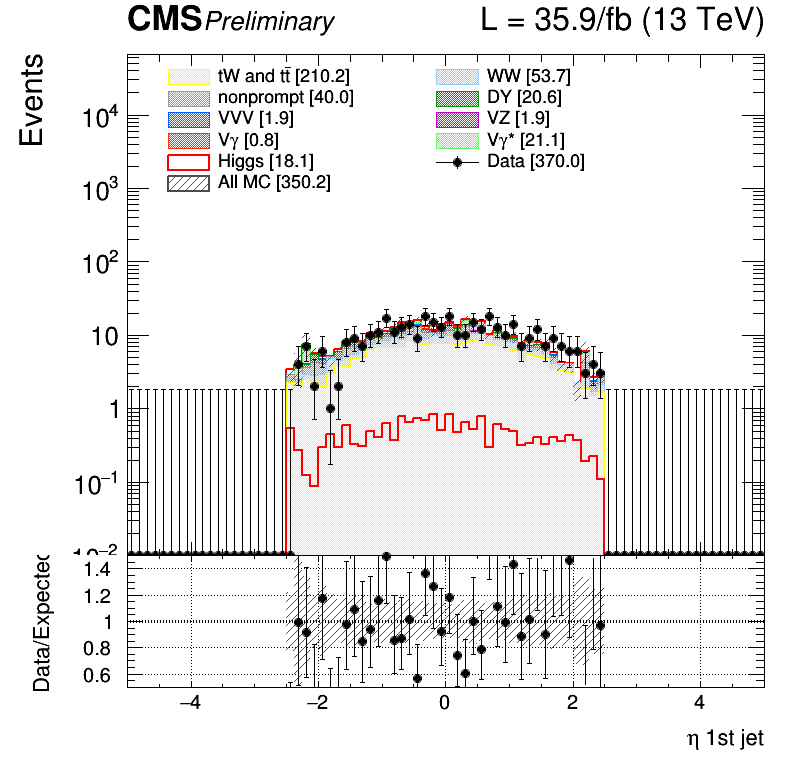 CMS Preliminary L = 35.9/fb (13 TeV)
Events
tW and tt̄ [210.2] WW [53.7]
nonprompt [40.0] DY [20.6]
VVV [1.9] VZ [1.9]
Vγ [0.8] Vγ* [21.1]
Higgs [18.1] Data [370.0]
All MC [350.2]
10⁴
10³
10²
10
1
10⁻¹
10⁻²
Data/Expected
1.4
1.2
1
0.8
0.6
−4 −2 0 2 4
η 1st jet